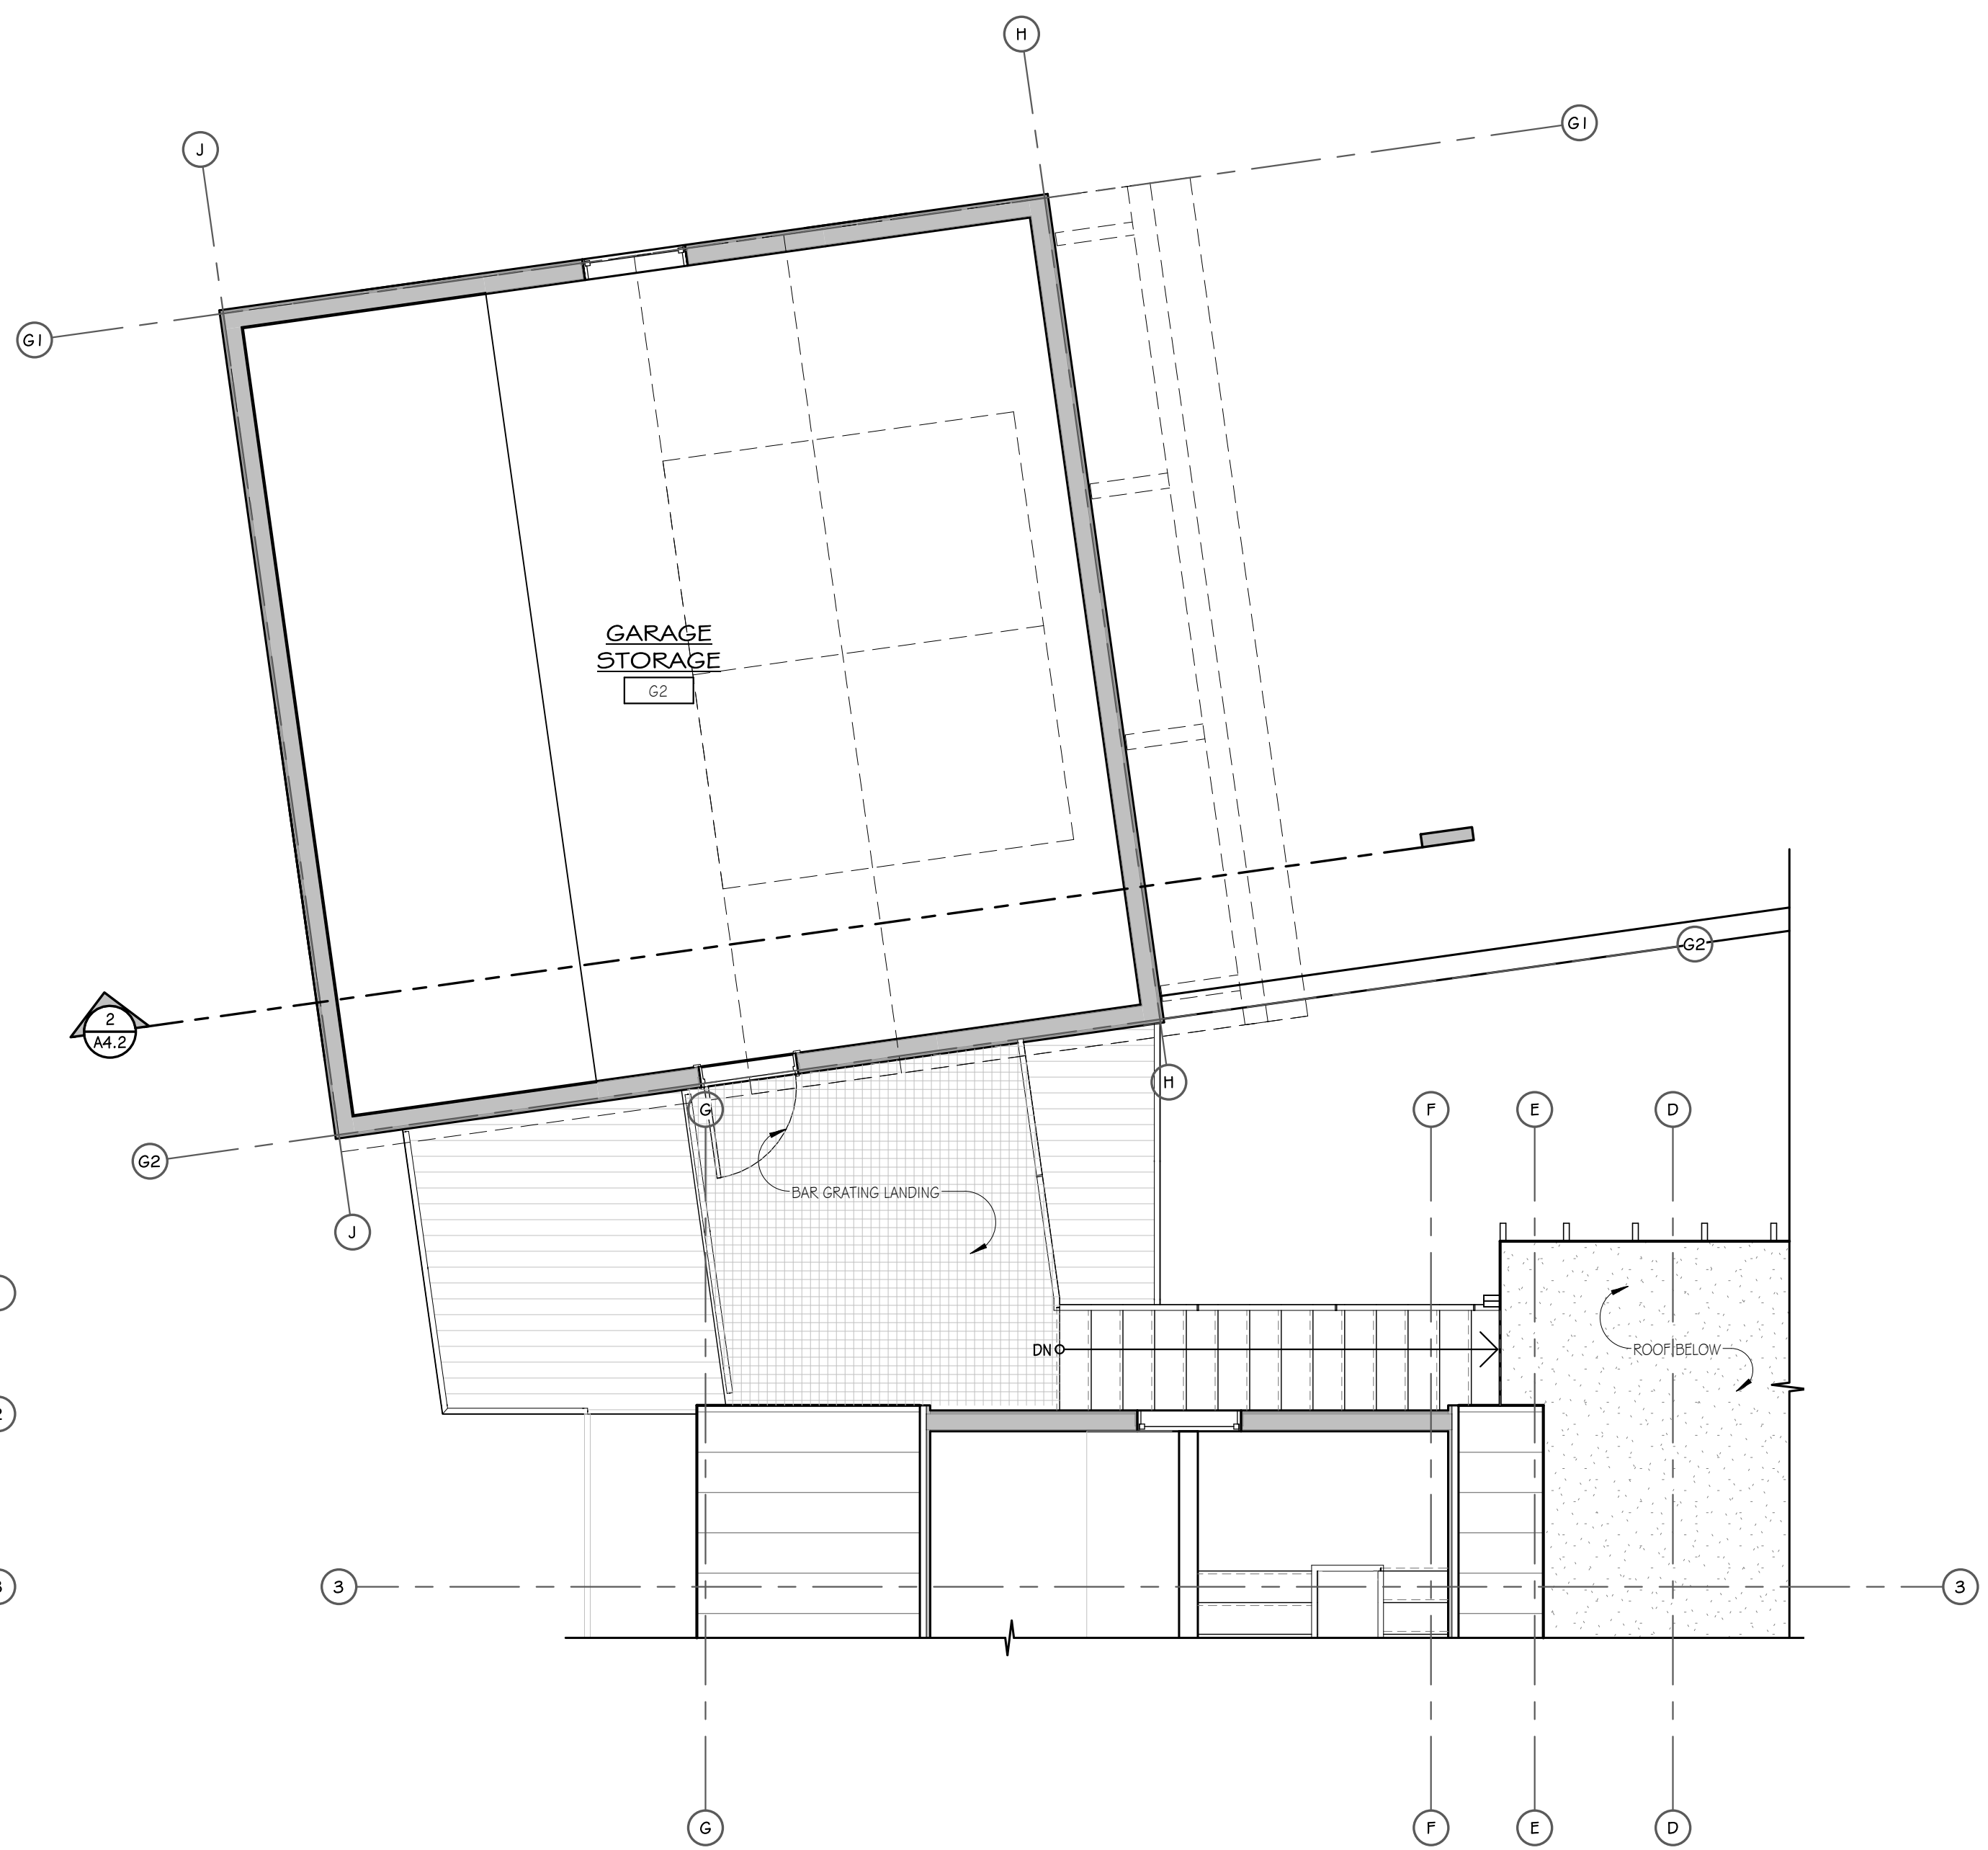 H
G1
J
G1
GARAGE
STORAGE
G2
G2
2
A4.2
H
G
F
E
D
G2
BAR GRATING LANDING
J
DN
ROOF BELOW
3
3
G
F
E
D